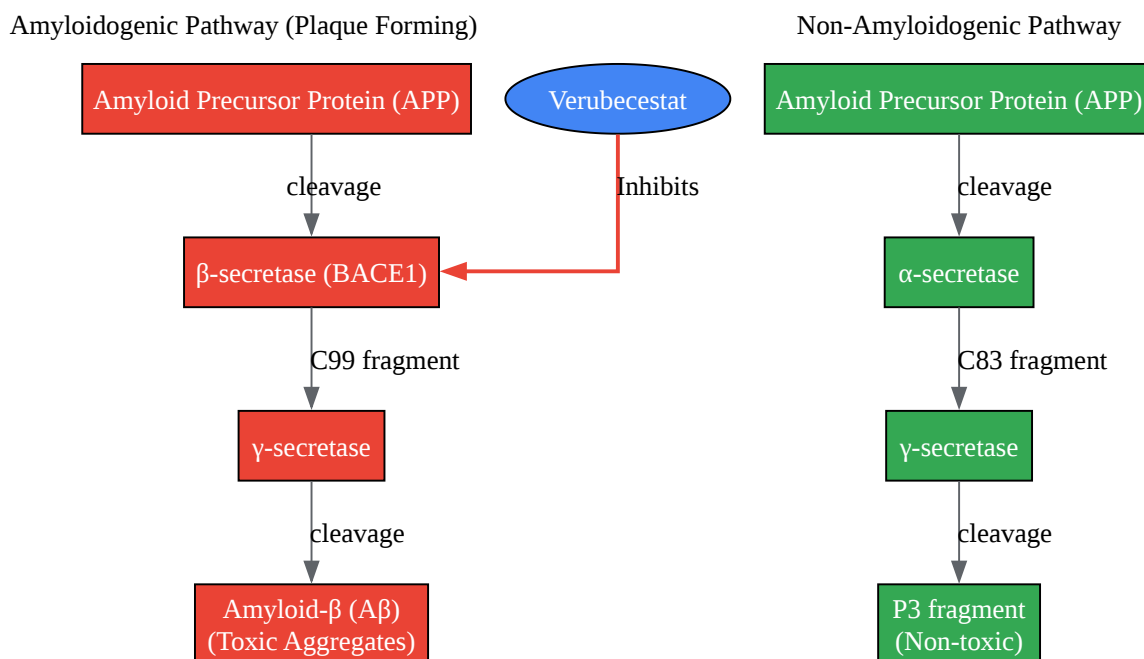 Amyloidogenic Pathway (Plaque Forming)
Non-Amyloidogenic Pathway
Amyloid Precursor Protein (APP)
Verubecestat
Amyloid Precursor Protein (APP)
cleavage
Inhibits
cleavage
β-secretase (BACE1)
α-secretase
C99 fragment
C83 fragment
γ-secretase
γ-secretase
cleavage
cleavage
Amyloid-β (Aβ)
(Toxic Aggregates)
P3 fragment
(Non-toxic)